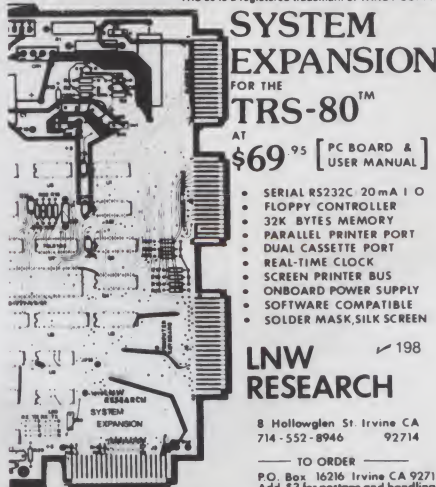 SYSTEM
EXPANSION
FOR THE
TRS-80™
AT
$69.95 [PC BOARD & USER MANUAL]
• SERIAL RS232C 20mA I O
• FLOPPY CONTROLLER
• 32K BYTES MEMORY
• PARALLEL PRINTER PORT
• DUAL CASSETTE PORT
• REAL-TIME CLOCK
• SCREEN PRINTER BUS
• ONBOARD POWER SUPPLY
• SOFTWARE COMPATIBLE
• SOLDER MASK, SILK SCREEN
LNW
RESEARCH
198
8 Hollowglen St. Irvine CA
714-552-8946 92714
TO ORDER
P.O. Box 16216 Irvine CA 9271
LNW
RESEARCH
SYSTEM
EXPANSION